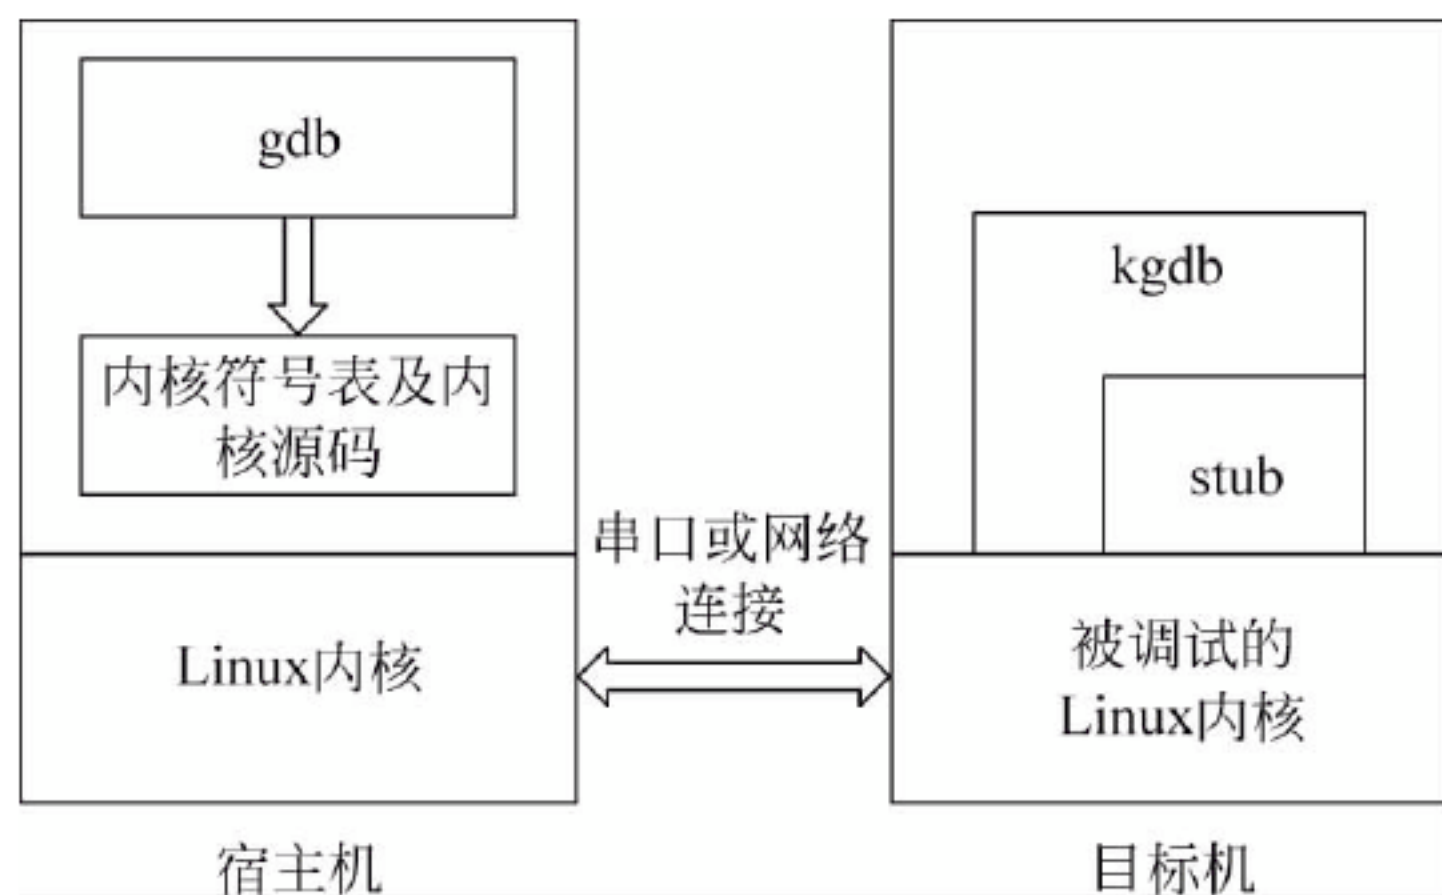 gdb
内核符号表及内
核源码
Linux内核
宿主机
串口或网络
连接
kgdb
stub
被调试的
Linux内核
目标机